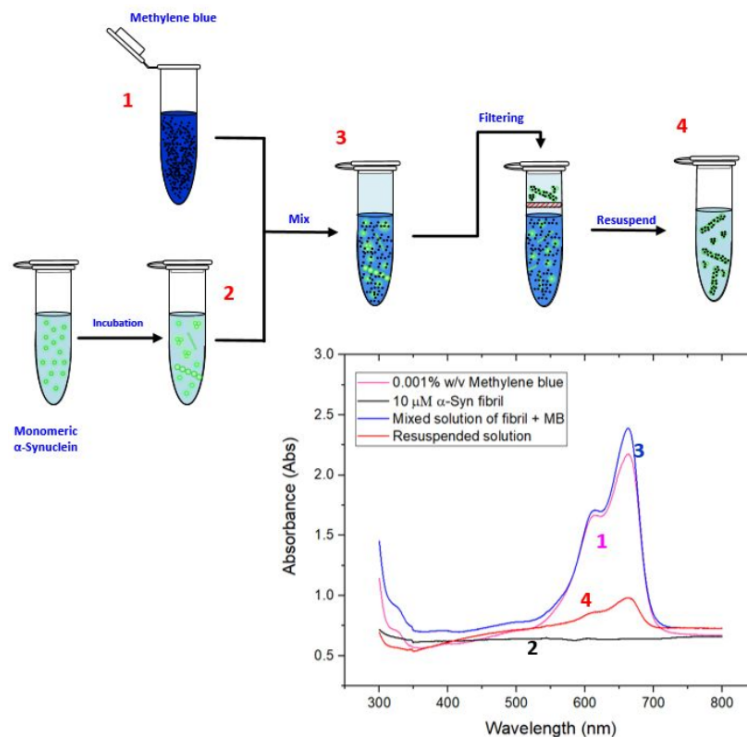 Methylene blue
1
3
Filtering
4
Mix
Resuspend
2
Incubation
Monomeric
α-Synuclein
3.0
2.5
2.0
1.5
1.0
0.5
Absorbance (Abs)
0.001% w/v Methylene blue
10 μM α-Syn fibril
Mixed solution of fibril + MB
Resuspended solution
3
1
4
2
300
400
500
600
700
800
Wavelength (nm)